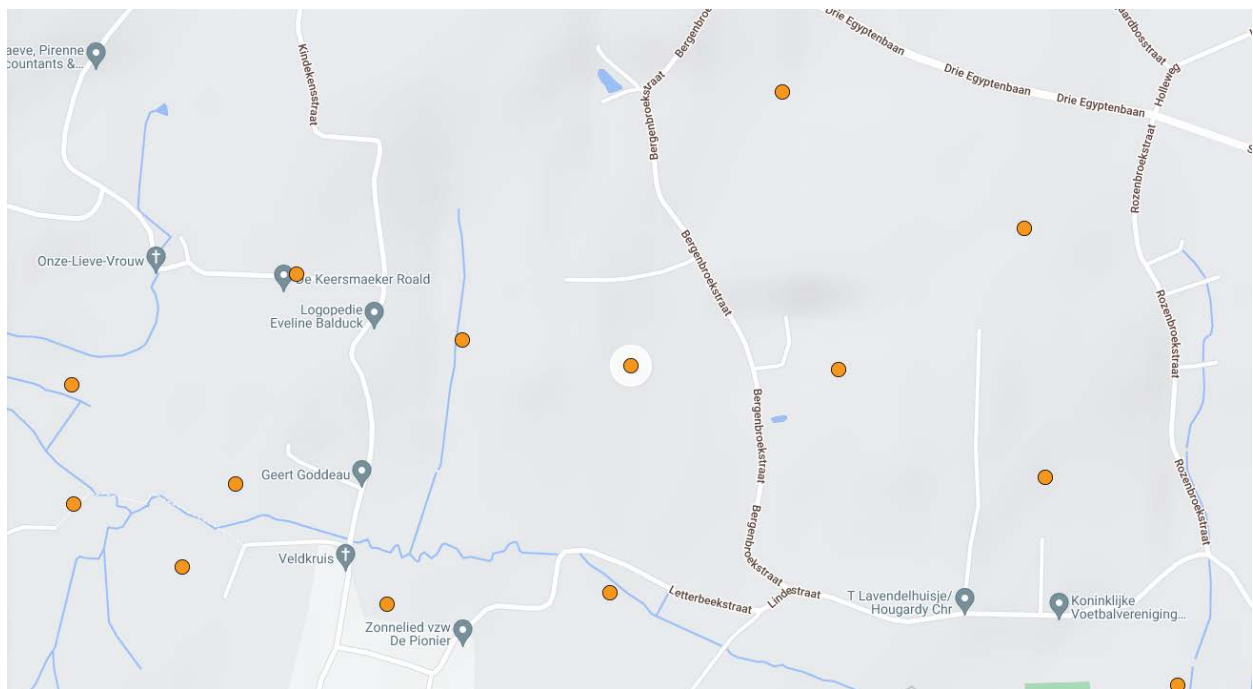 aeve, Pirenne
countants &...
Kindekensstraat
Bergenbroe
Bergenbroekstraat
Drie Egyptenbaan
Drie Egyptenbaan
Drie Egyptenbaan
aardbosstraat
Holleweg
V
S
Rozenbroekstraat
Bergenbroekstraat
Onze-Lieve-Vrouw
De Keersmaeker Roald
Logopedie
Eveline Balduck
Rozenbroekstraat
Bergenbroekstraat
Geert Goddeau
Rozenbroekstraat
Bergenbroekstraat
Veldkruis
Letterbeekstraat
Lindestraat
T Lavendelhuisje/
Hougardy Chr
Koninklijke
Voetbalvereniging...
Zonnelied vzw
De Pionier